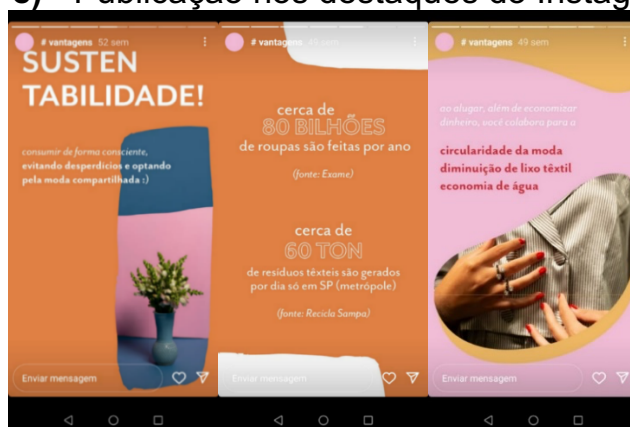 Publicação nos destaques do
# vantagens 52 sem
SUSTEN
TABILIDADE!
consumir de forma consciente,
evitando desperdícios e optando
pela moda compartilhada :)
Enviar mensagem
# vantagens 49 sem
cerca de
80 BILHÕES
de roupas são feitas por ano
(fonte: Exame)
cerca de
60 TON
de resíduos têxteis são gerados
por dia só em SP (metrópole)
(fonte: Recicla Sampa)
Enviar mensagem
# vantagens 49 sem
ao alugar, além de economizar
dinheiro, você colabora para a
circularidade da moda
diminuição de lixo têxtil
economia de água
Enviar mensagem